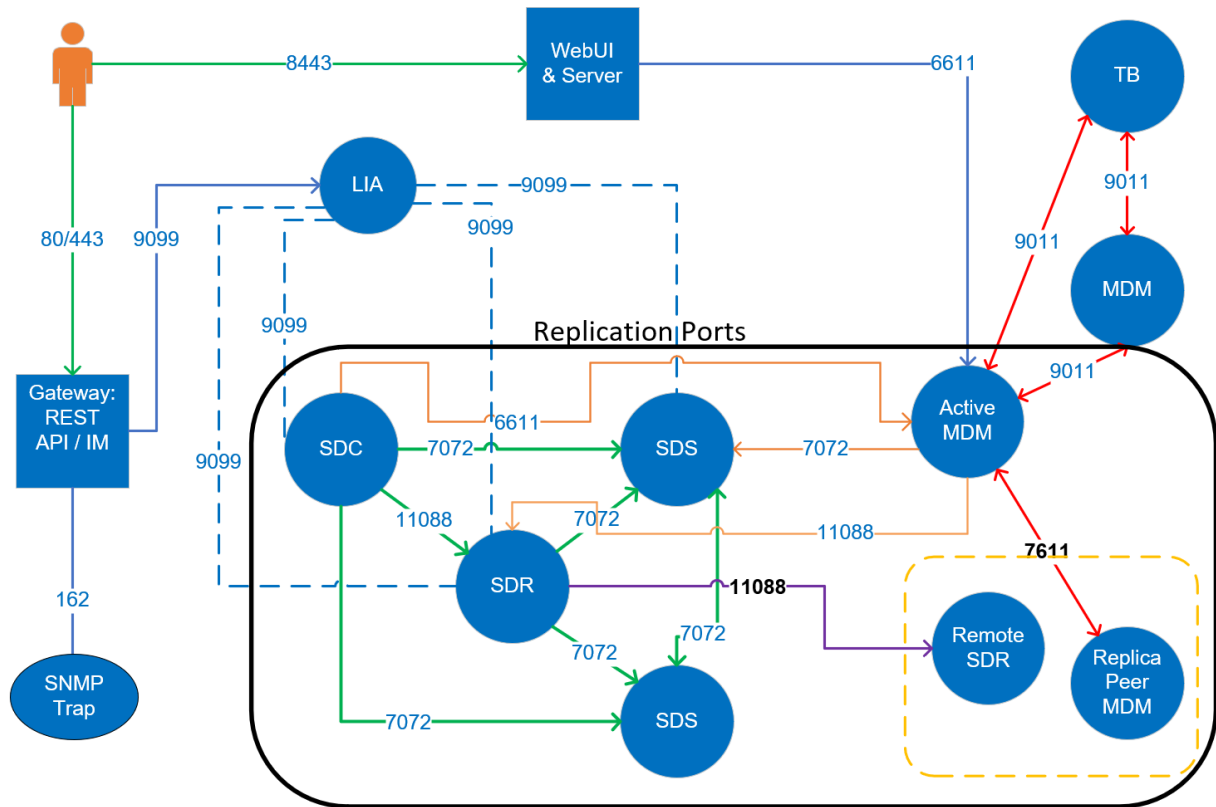 8443
WebUI
& Server
6611
TB
LIA
9099
9011
80/443
9099
9099
9011
MDM
9099
Replication Ports
9011
Gateway:
REST
API / IM
Active
MDM
6611
SDC
7072
SDS
7072
9099
11088
7072
11088
7611
SDR
11088
162
7072
7072
Remote
SDR
Replica
Peer
MDM
SNMP
Trap
7072
SDS